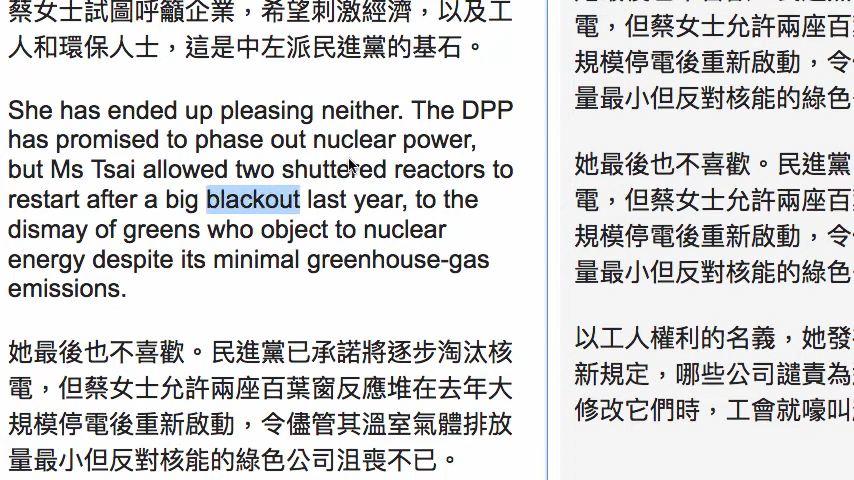 蔡女士試圖呼籲企業，希望刺激經濟，以及工
人和環保人士，這是中左派民進黨的基石。
She has ended up pleasing neither. The DPP
has promised to phase out nuclear power,
but Ms Tsai allowed two shuttered reactors to
restart after a big blackout last year, to the
dismay of greens who object to nuclear
energy despite its minimal greenhouse-gas
emissions.
她最後也不喜歡。民進黨已承諾將逐步淘汰核
電，但蔡女士允許兩座百葉窗反應堆在去年大
規模停電後重新啟動，令儘管其溫室氣體排放
量最小但反對核能的綠色公司沮喪不已。
電，但蔡女士允許兩座百
規模停電後重新啟動，令
量最小但反對核能的綠色
她最後也不喜歡。民進黨
電，但蔡女士允許兩座百
規模停電後重新啟動，令
量最小但反對核能的綠色
以工人權利的名義，她發
新規定，哪些公司譴責為
修改它們時，工會就嚎叫